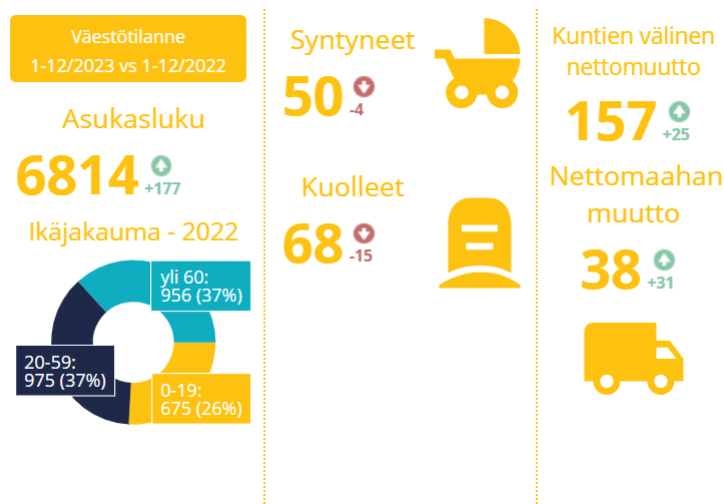 Väestötilanne
1-12/2023 vs 1-12/2022
Asukasluku
6814
+177
Ikäjakauma - 2022
yli 60:
956 (37%)
20-59:
975 (37%)
0-19:
675 (26%)
Syntyneet
50
-4
Kuolleet
68
-15
Kuntien välinen
nettomuutto
157
+25
Nettomaahan
muutto
38
+31